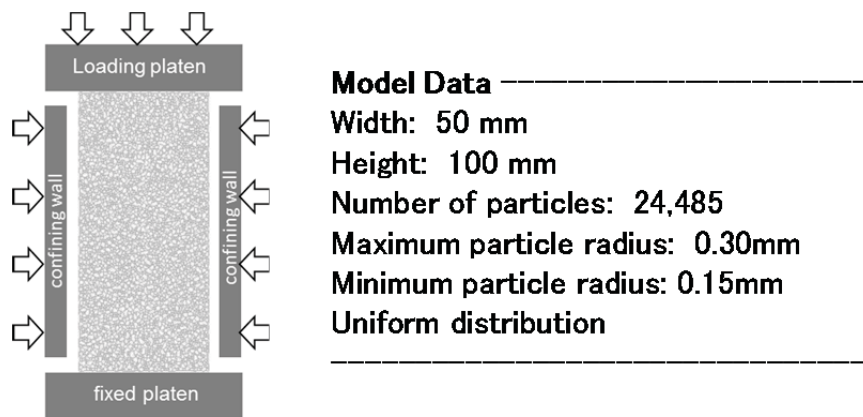 Loading platen
confining wall
confining wall
fixed platen
Model Data
Width: 50 mm
Height: 100 mm
Number of particles: 24,485
Maximum particle radius: 0.30mm
Minimum particle radius: 0.15mm
Uniform distribution